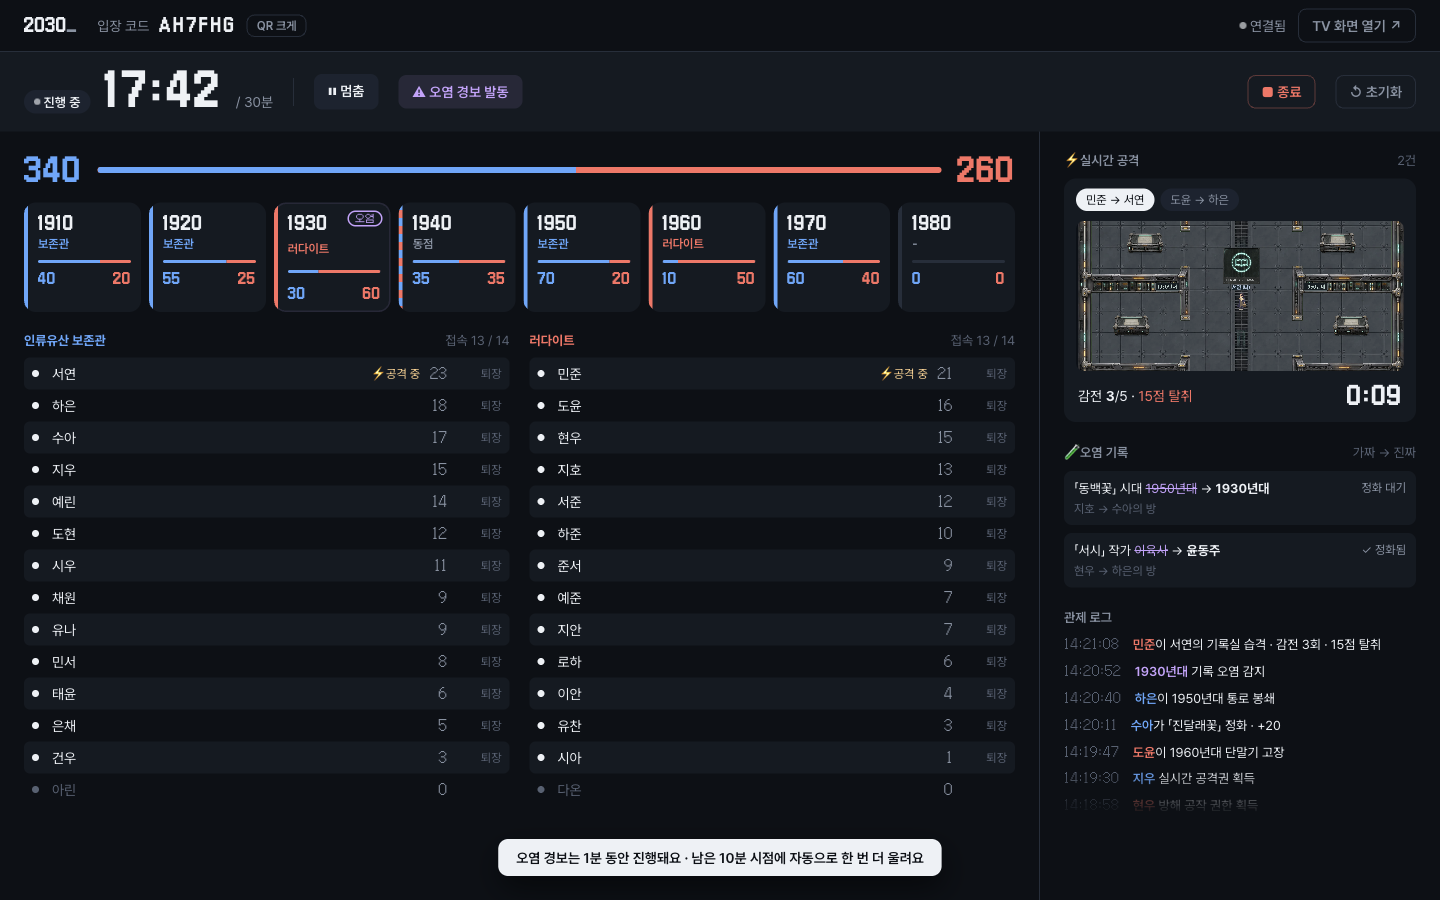 2030_ 입장 코드 AH7FHG QR 크게 연결됨 TV 화면 열기 ↗
진행 중 17:42 / 30분 멈춤 오염 경보 발동 종료 초기화
340 260
1910 보존관 40 20
1920 보존관 55 25
1930 오염 러다이트 30 60
1940 동점 35 35
1950 보존관 70 20
1960 러다이트 10 50
1970 보존관 60 40
1980 - 0 0
인류유산 보존관 접속 13 / 14
서연 ⚡공격 중 23 퇴장
하은 18 퇴장
수아 17 퇴장
지우 15 퇴장
예린 14 퇴장
도현 12 퇴장
시우 11 퇴장
채원 9 퇴장
유나 9 퇴장
민서 8 퇴장
태윤 6 퇴장
은채 5 퇴장
건우 3 퇴장
아린 0
러다이트 접속 13 / 14
민준 ⚡공격 중 21 퇴장
도윤 16 퇴장
현우 15 퇴장
지호 13 퇴장
서준 12 퇴장
하준 10 퇴장
준서 9 퇴장
예준 7 퇴장
지안 7 퇴장
로하 6 퇴장
이안 4 퇴장
유찬 3 퇴장
시아 1 퇴장
다온 0
⚡실시간 공격 2건
민준 → 서연 도윤 → 하은
감전 3/5 · 15점 탈취 0:09
오염 기록 가짜 → 진짜
「동백꽃」 시대 1950년대 → 1930년대 정화 대기
지호 → 수아의 방
「서시」 작가 이육사 → 윤동주 ✓ 정화됨
현우 → 하은의 방
관제 로그
14:21:08 민준이 서연의 기록실 습격 · 감전 3회 · 15점 탈취
14:20:52 1930년대 기록 오염 감지
14:20:40 하은이 1950년대 통로 봉쇄
14:20:11 수아가 「진달래꽃」 정화 · +20
14:19:47 도윤이 1960년대 단말기 고장
14:19:30 지우 실시간 공격권 획득
14:18:58 현우 방해 공작 권한 획득
오염 경보는 1분 동안 진행돼요 · 남은 10분 시점에 자동으로 한 번 더 울려요